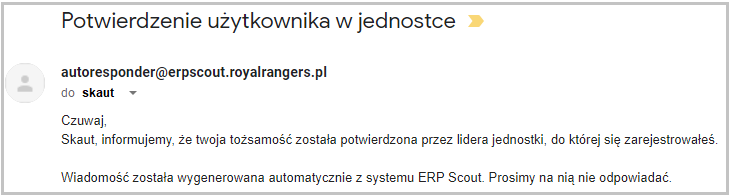 Potwierdzenie użytkownika w jednostce
autoresponder@erpscout.royalrangers.pl
do skaut
Czuwaj,
Skaut, informujemy, że twoja tożsamość została potwierdzona przez lidera jednostki, do której się zarejestrowałeś.
Wiadomość została wygenerowana automatycznie z systemu ERP Scout. Prosimy na nią nie odpowiadać.